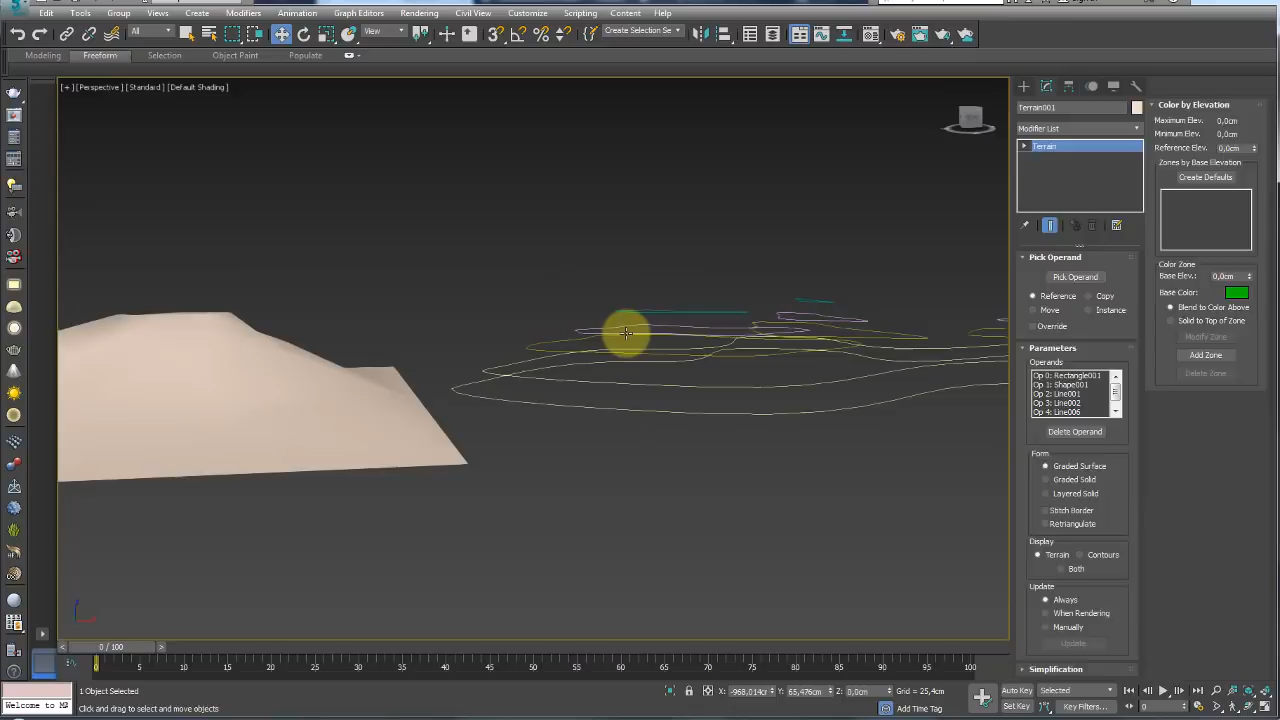 Edit Tools Group Views Create Modifiers Animation Graph Editors Rendering Civil View Customize Scripting Content Help
All View Create Selection Se
Modeling Freeform Selection Object Paint Populate
[+] [Perspective] [Standard] [Default Shading]
Terrain001
Modifier List
Terrain
Pick Operand
Pick Operand
Reference Copy
Move Instance
Override
Parameters
Operands
Op 0: Rectangle001
Op 1: Shape001
Op 2: Line001
Op 3: Line002
Op 4: Line006
Delete Operand
Form
Graded Surface
Graded Solid
Layered Solid
Stitch Border
Retriangulate
Display
Terrain Contours
Both
Update
Always
When Rendering
Manually
Update
Simplification
Color by Elevation
Maximum Elev. 0,0cm
Minimum Elev. 0,0cm
Reference Elev. 0,0cm
Zones by Base Elevation
Create Defaults
Color Zone
Base Elev.: 0,0cm
Base Color:
Blend to Color Above
Solid to Top of Zone
Modify Zone
Add Zone
Delete Zone
0 / 100
0 5 10 15 20 25 30 35 40 45 50 55 60 65 70 75 80 85 90 95 100
1 Object Selected
X: -968,014cm Y: 65,476cm Z: 0,0cm Grid = 25,4cm
Auto Key Selected
Welcome to M
Click and drag to select and move objects
Add Time Tag
Set Key Key Filters...
0